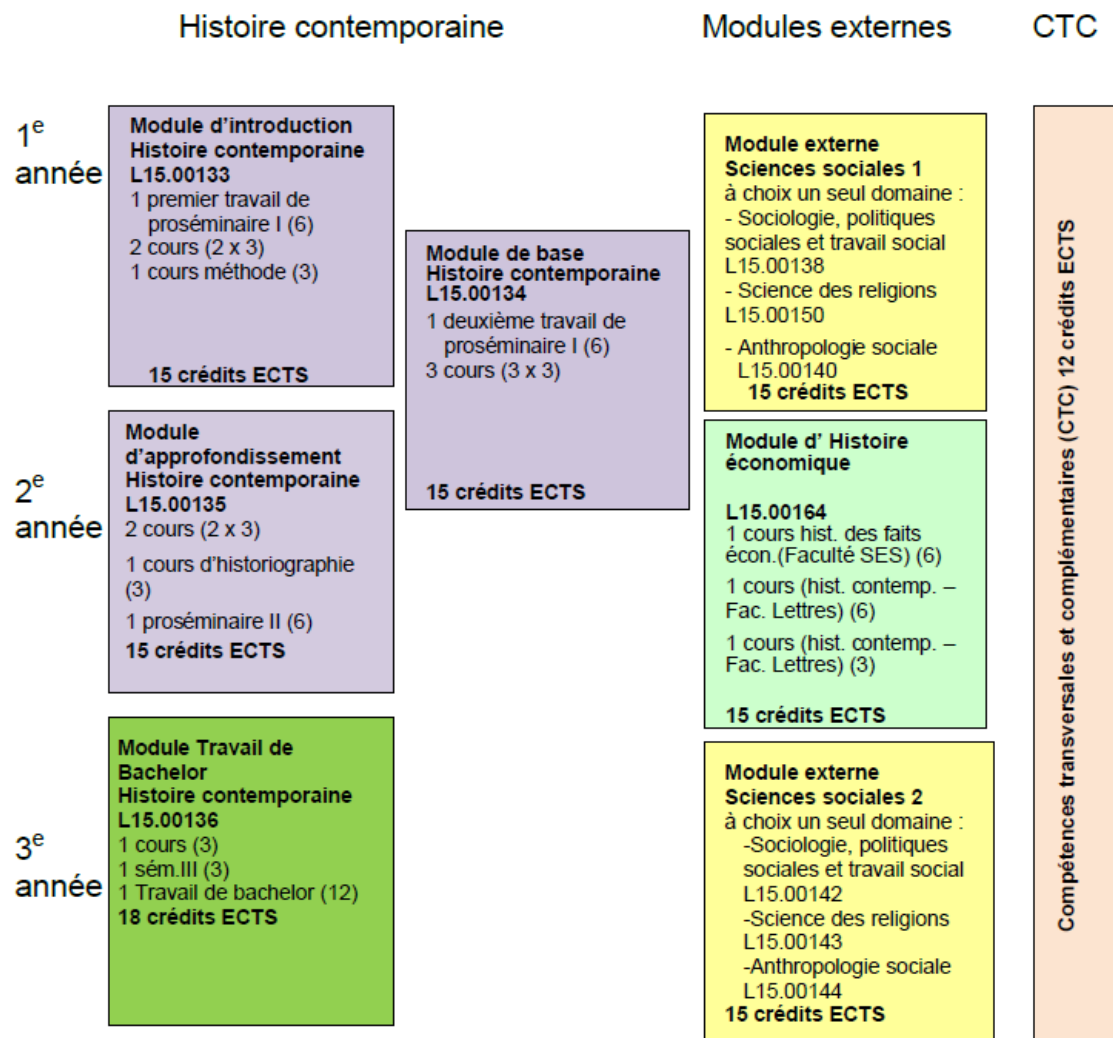 Histoire contemporaine
Modules externes
CTC
1e
année
Module d'introduction
Histoire contemporaine
L15.00133
1 premier travail de
proséminaire I (6)
2 cours (2 x 3)
1 cours méthode (3)
15 crédits ECTS
Module de base
Histoire contemporaine
L15.00134
1 deuxième travail de
proséminaire I (6)
3 cours (3 x 3)
15 crédits ECTS
Module externe
Sciences sociales 1
à choix un seul domaine :
- Sociologie, politiques
sociales et travail social
L15.00138
- Science des religions
L15.00150
- Anthropologie sociale
L15.00140
15 crédits ECTS
2e
année
Module
d'approfondissement
Histoire contemporaine
L15.00135
2 cours (2 x 3)
1 cours d'historiographie
(3)
1 proséminaire II (6)
15 crédits ECTS
Module d' Histoire
économique
L15.00164
1 cours hist. des faits
écon.(Faculté SES) (6)
1 cours (hist. contemp. –
Fac. Lettres) (6)
1 cours (hist. contemp. –
Fac. Lettres) (3)
15 crédits ECTS
3e
année
Module Travail de
Bachelor
Histoire contemporaine
L15.00136
1 cours (3)
1 sém.III (3)
1 Travail de bachelor (12)
18 crédits ECTS
Module externe
Sciences sociales 2
à choix un seul domaine :
-Sociologie, politiques
sociales et travail social
L15.00142
-Science des religions
L15.00143
-Anthropologie sociale
L15.00144
15 crédits ECTS
Compétences transversales et complémentaires (CTC) 12 crédits ECTS